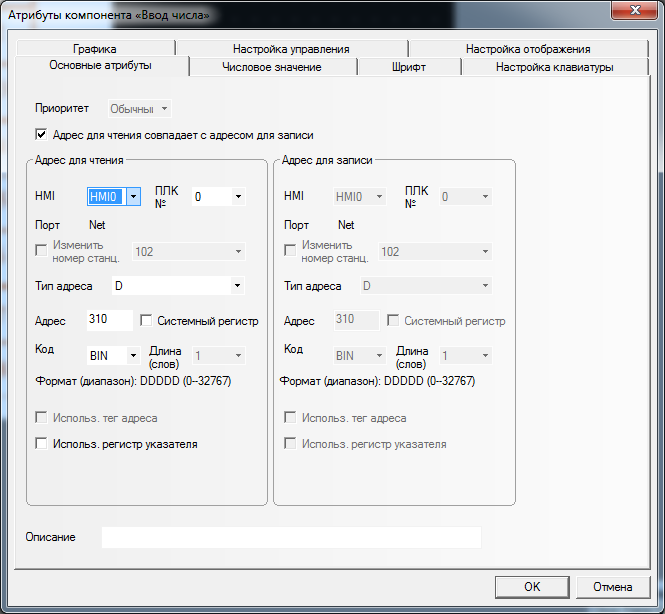 Атрибуты компонента «Ввод числа»
Графика Настройка управления Настройка отображения
Основные атрибуты Числовое значение Шрифт Настройка клавиатуры
Приоритет Обычны
Адрес для чтения совпадает с адресом для записи
Адрес для чтения Адрес для записи
HMI HMI0 ПЛК № 0 HMI HMI0 ПЛК № 0
Порт Net Порт Net
Изменить номер станц. 102 Изменить номер станц. 102
Тип адреса D Тип адреса D
Адрес 310 Системный регистр Адрес 310 Системный регистр
Код BIN Длина (слов) 1 Код BIN Длина (слов) 1
Формат (диапазон): DDDDD (0--32767) Формат (диапазон): DDDDD (0--32767)
Использ. тег адреса Использ. тег адреса
Использ. регистр указателя Использ. регистр указателя
Описание
OK Отмена